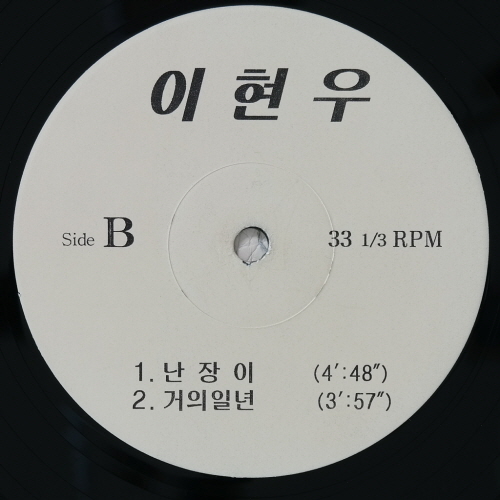 이현우
Side B 33 1/3 RPM
1. 난장이 (4′:48″)
2. 거의일년 (3′:57″)